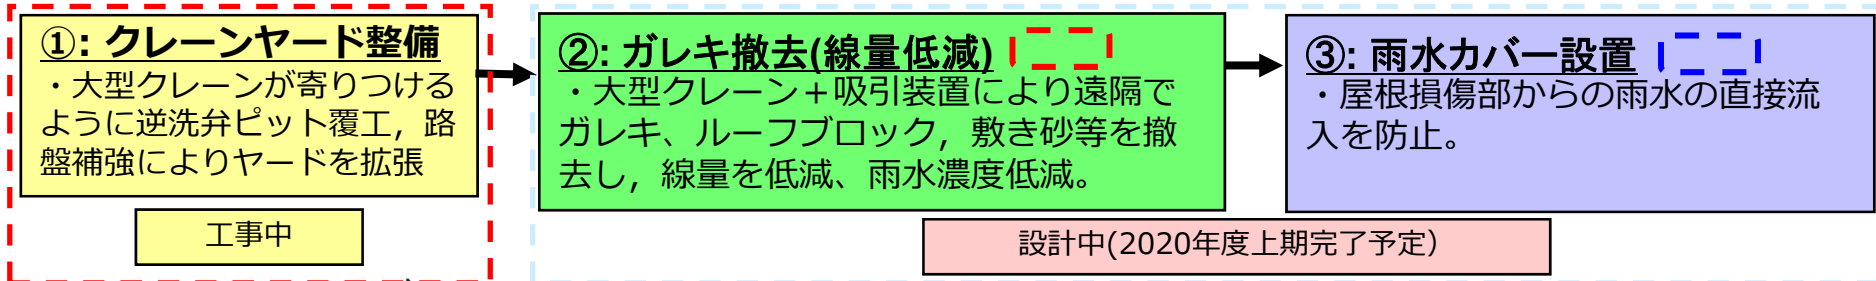 ①: クレーンヤード整備
・大型クレーンが寄りつける
ように逆洗弁ピット覆工，路
盤補強によりヤードを拡張
工事中
②: ガレキ撤去(線量低減)
・大型クレーン＋吸引装置により遠隔で
ガレキ、ルーフブロック，敷き砂等を撤
去し，線量を低減、雨水濃度低減。
③: 雨水カバー設置
・屋根損傷部からの雨水の直接流
入を防止。
設計中(2020年度上期完了予定）